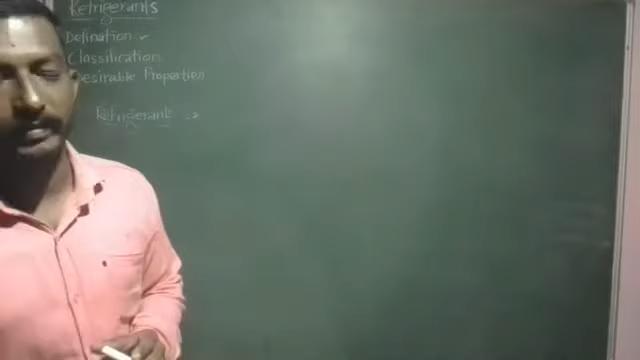 Refrigerants
Defination ✓
Classification
Desirable Properties
Refrigerant →